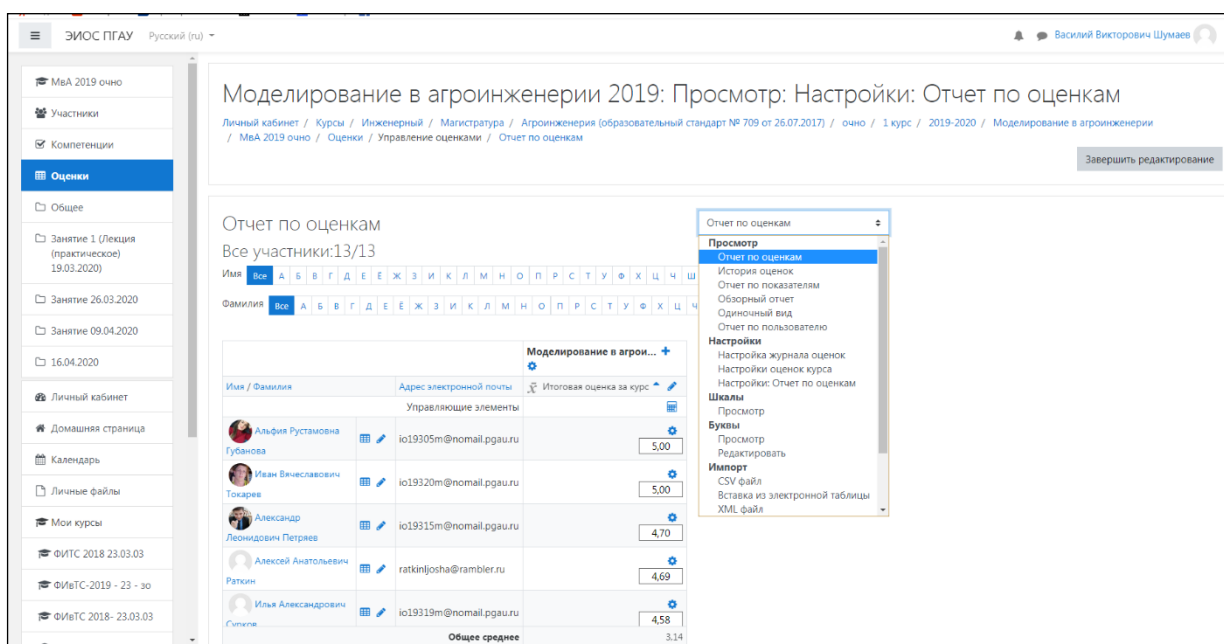 ЭИОС ПГАУ Русский (ru)
Василий Викторович Шумаев
МвА 2019 очно
Участники
Компетенции
Оценки
Общее
Занятие 1 (Лекция
(практическое)
19.03.2020)
Занятие 26.03.2020
Занятие 09.04.2020
16.04.2020
Личный кабинет
Домашняя страница
Календарь
Личные файлы
Мои курсы
ФИТС 2018 23.03.03
ФИвТС-2019 - 23 - зо
ФИвТС 2018- 23.03.03
Моделирование в агроинженерии 2019: Просмотр: Настройки: Отчет по оценкам
Личный кабинет / Курсы / Инженерный / Магистратура / Агроинженерия (образовательный стандарт № 709 от 26.07.2017) / очно / 1 курс / 2019-2020 / Моделирование в агроинженерии
/ МвА 2019 очно / Оценки / Управление оценками / Отчет по оценкам
Завершить редактирование
Отчет по оценкам
Все участники:13/13
Имя Все А Б В Г Д Е Ё Ж З И К Л М Н О П Р С Т У Ф Х Ц Ч Ш
Фамилия Все А Б В Г Д Е Ё Ж З И К Л М Н О П Р С Т У Ф Х Ц Ч
Моделирование в агрои...
Имя / Фамилия Адрес электронной почты x̄ Итоговая оценка за курс
Управляющие элементы
Альфия Рустамовна
Губанова
io19305m@nomail.pgau.ru
5,00
Иван Вячеславович
Токарев
io19320m@nomail.pgau.ru
5,00
Александр
Леонидович Петряев
io19315m@nomail.pgau.ru
4,70
Алексей Анатольевич
Раткин
ratkinljosha@rambler.ru
4,69
Илья Александрович
Сурков
io19319m@nomail.pgau.ru
4,58
Общее среднее 3,14
Отчет по оценкам
Просмотр
Отчет по оценкам
История оценок
Отчет по показателям
Обзорный отчет
Одиночный вид
Отчет по пользователю
Настройки
Настройка журнала оценок
Настройки оценок курса
Настройки: Отчет по оценкам
Шкалы
Просмотр
Буквы
Просмотр
Редактировать
Импорт
CSV файл
Вставка из электронной таблицы
XML файл